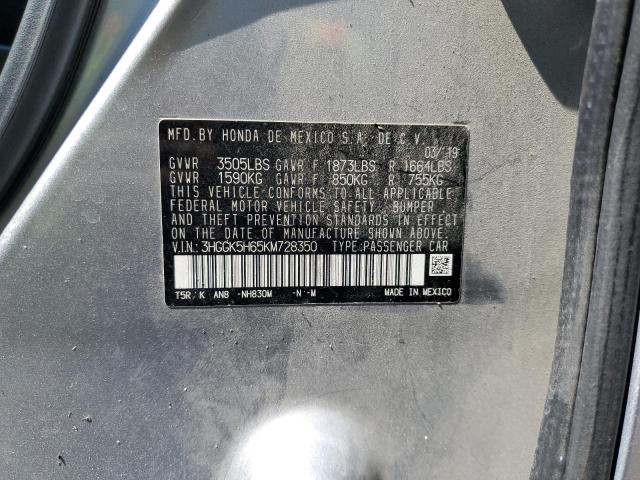 MFD.BY HONDA DE MEXICO S.A. DE C.V.
03/19
GVWR 3505LBS GAWR F 1873LBS R 1664LBS
GVWR 1590KG GAWR F 850KG R 755KG
THIS VEHICLE CONFORMS TO ALL APPLICABLE
FEDERAL MOTOR VEHICLE SAFETY, BUMPER
AND THEFT PREVENTION STANDARDS IN EFFECT
ON THE DATE OF MANUFACTURE SHOWN ABOVE.
V.I.N.: 3HGGK5H65KM728350 TYPE:PASSENGER CAR
T5R K AN8 -NH830M -N -M MADE IN MEXICO